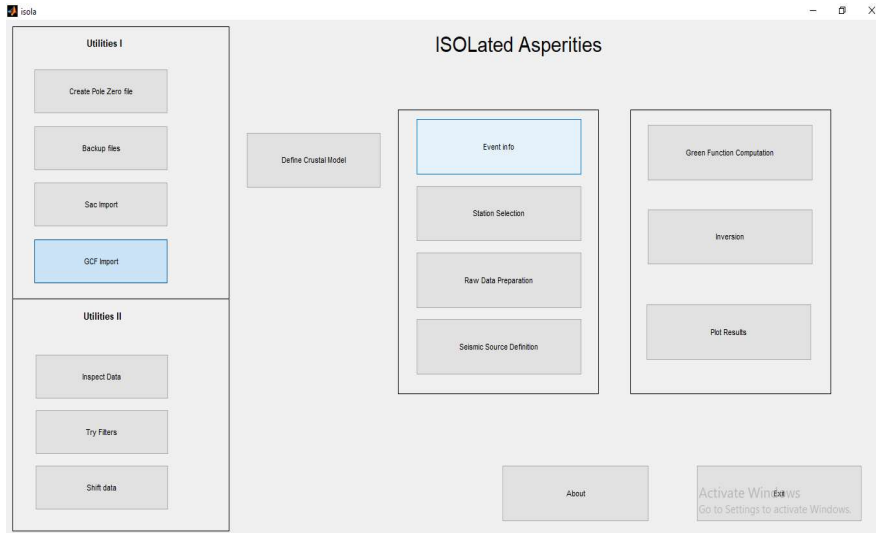 isola
Utilities I
ISOLated Asperities
Create Pole Zero file
Backup files
Sac Import
GCF Import
Define Crustal Model
Event info
Station Selection
Raw Data Preparation
Seismic Source Definition
Green Function Computation
Inversion
Plot Results
Utilities II
Inspect Data
Try Filters
Shift data
About
Exit
Activate Windows
Go to Settings to activate Windows.